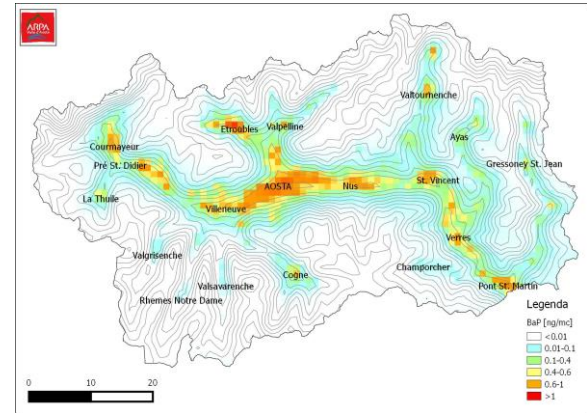 ARPA
Valtournenche
Etroubles
Valpelline
Courmayeur
Ayas
Pré St. Didier
Gressoney St. Jean
La Thuile
AOSTA
Nus
St. Vincent
Villeneuve
Verres
Valgrisenche
Cogne
Champorcher
Valsavarenche
Pont St. Martin
Rhemes Notre Dame
Legenda
BaP [ng/mc]
<0.01
0.01-0.1
0.1-0.4
0.4-0.6
0.6-1
>1
0 10 20